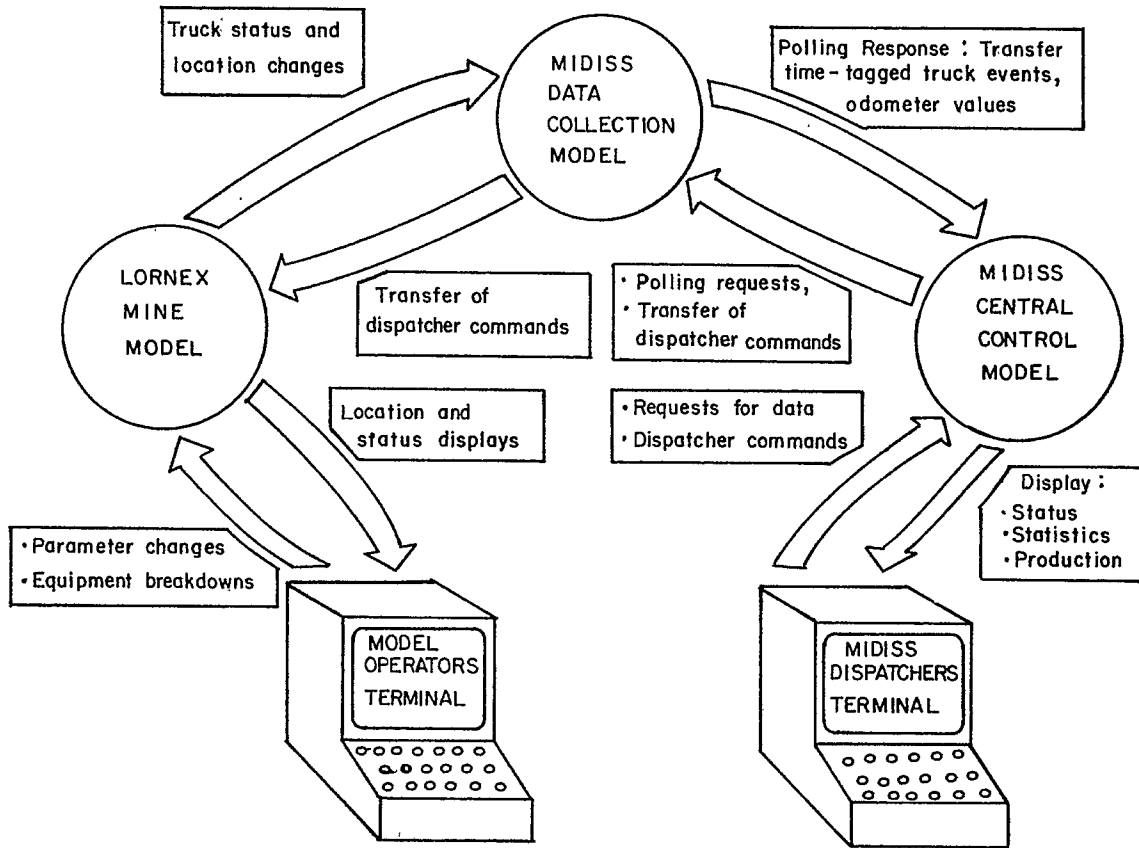 Truck status and
location changes
MIDISS
DATA
COLLECTION
MODEL
Polling Response : Transfer
time-tagged truck events,
odometer values
LORNEX
MINE
MODEL
Transfer of
dispatcher commands
• Polling requests,
• Transfer of
dispatcher commands
MIDISS
CENTRAL
CONTROL
MODEL
Location and
status displays
• Requests for data
• Dispatcher commands
• Parameter changes
• Equipment breakdowns
Display :
• Status
• Statistics
• Production
MODEL
OPERATORS
TERMINAL
MIDISS
DISPATCHERS
TERMINAL